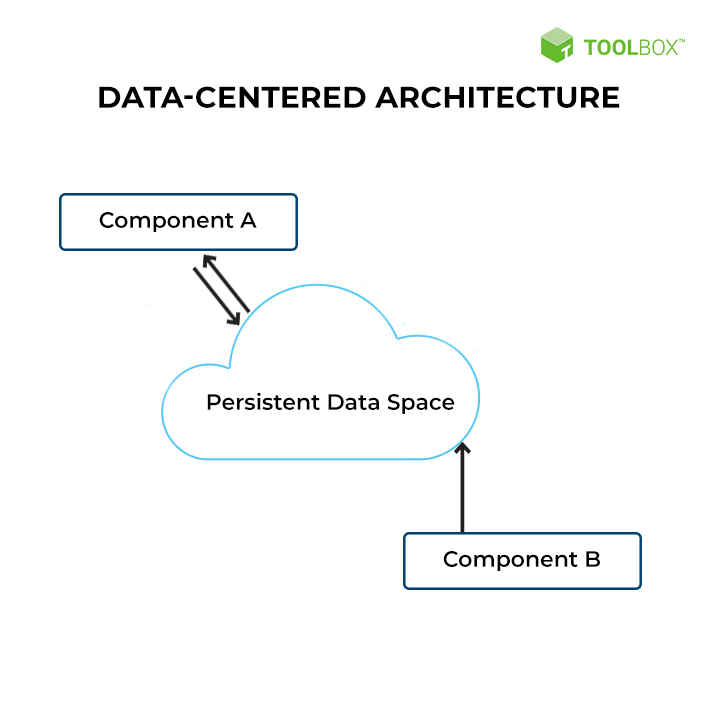 TOOLBOX™
DATA-CENTERED ARCHITECTURE
Component A
Persistent Data Space
Component B